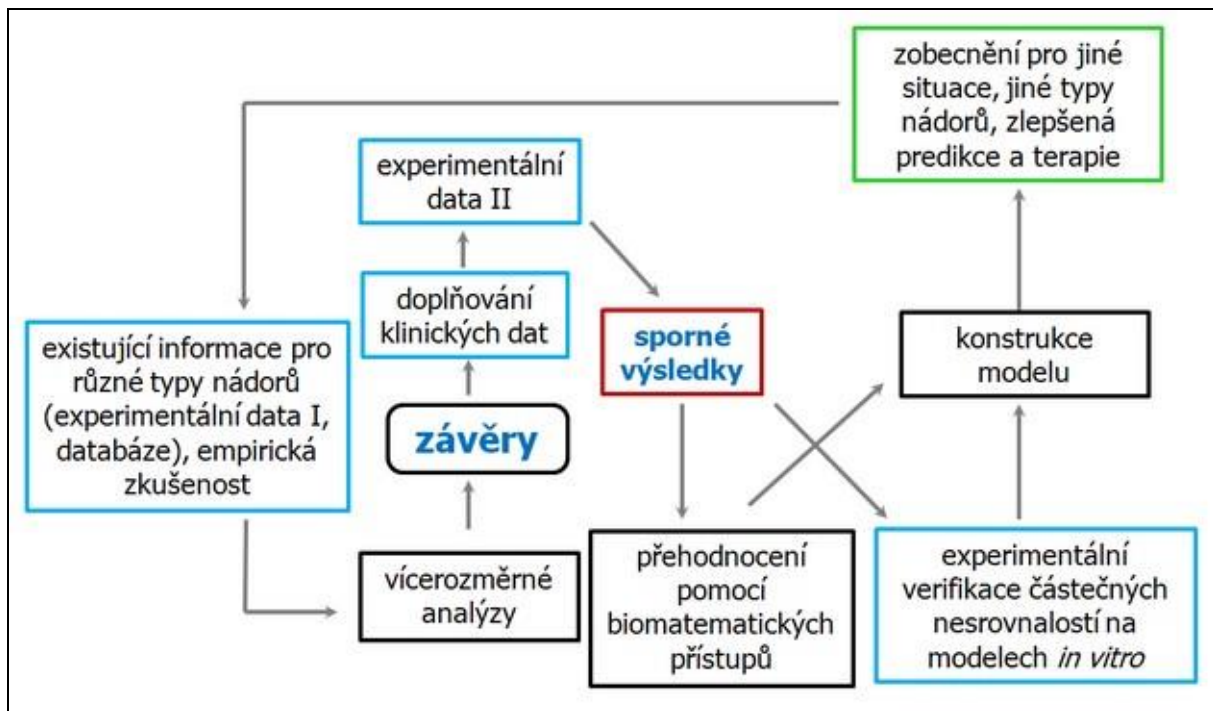 zobecnění pro jiné
situace, jiné typy
nádorů, zlepšená
predikce a terapie
experimentální
data II
doplňování
klinických dat
existující informace pro
různé typy nádorů
(experimentální data I,
databáze), empirická
zkušenost
sporné
výsledky
konstrukce
modelu
závěry
vícerozměrné
analýzy
přehodnocení
pomocí
biomatematických
přístupů
experimentální
verifikace částečných
nesrovnalostí na
modelech in vitro